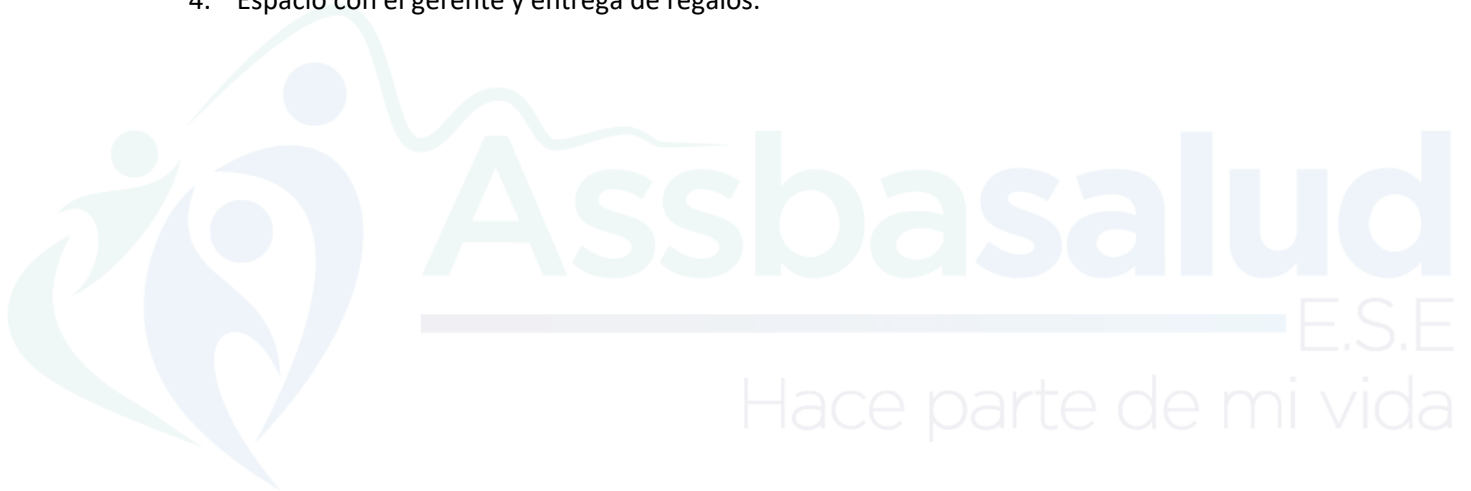 4. Espacio con el gerente y entrega de regalos.
Assbasalud
E.S.E
Hace parte de mi vida